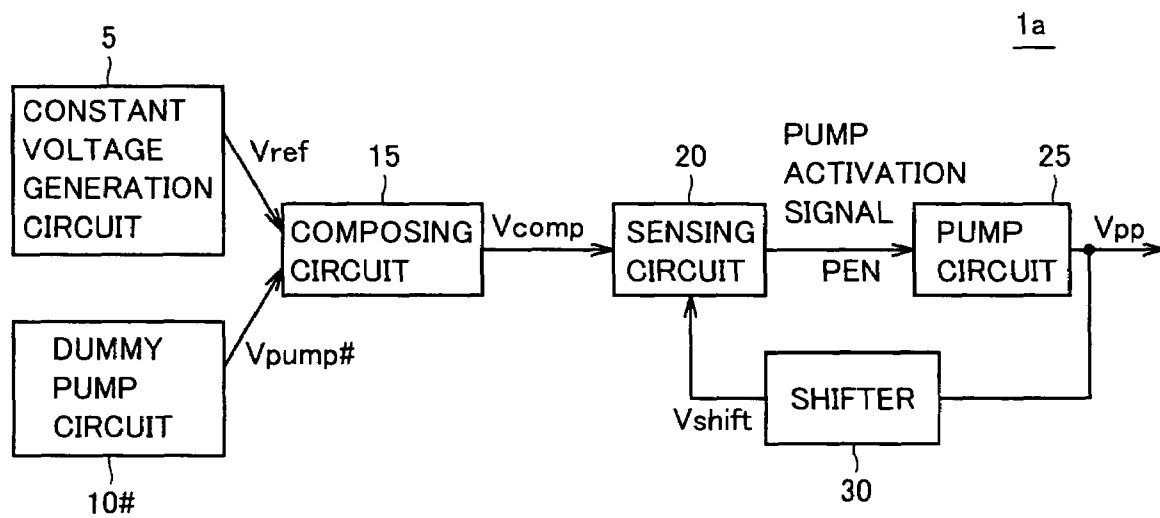 1a
5
CONSTANT
VOLTAGE
GENERATION
CIRCUIT
Vref
15
COMPOSING
CIRCUIT
Vcomp
20
SENSING
CIRCUIT
PUMP
ACTIVATION
SIGNAL
PEN
25
PUMP
CIRCUIT
Vpp
DUMMY
PUMP
CIRCUIT
Vpump#
10#
Vshift
SHIFTER
30